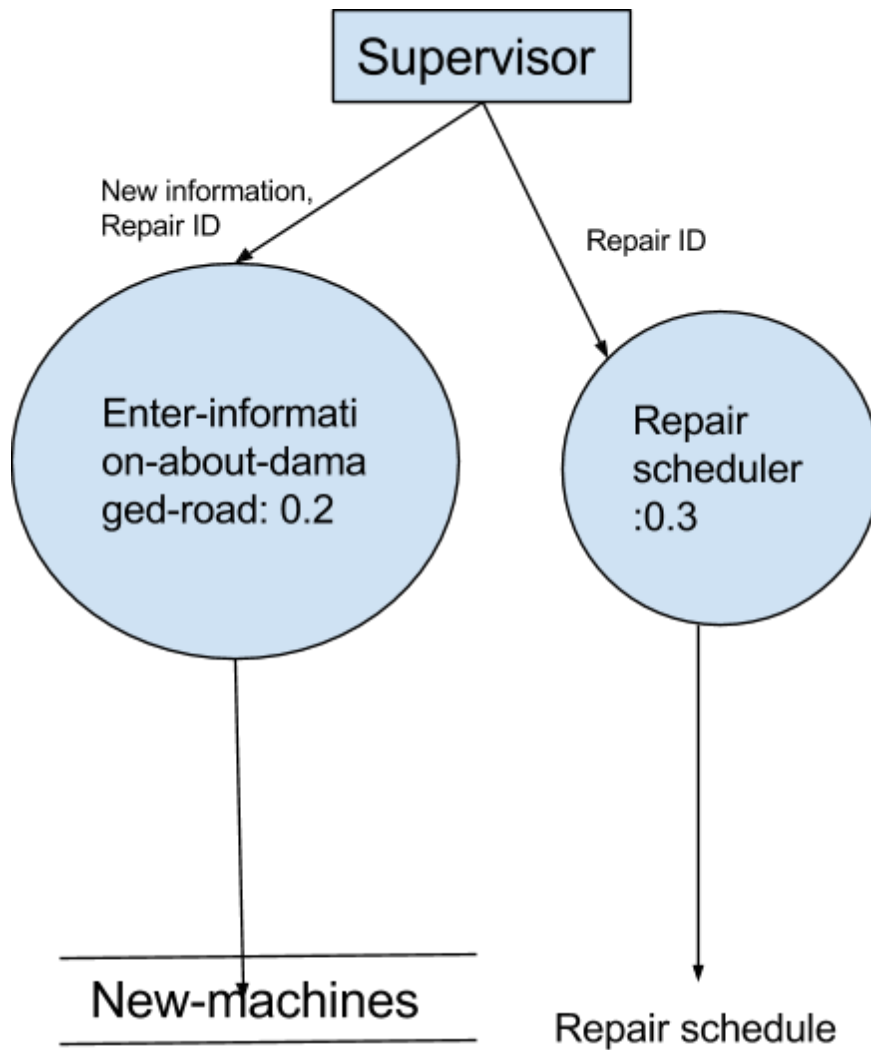 Supervisor
New information,
Repair ID
Repair ID
Enter-informati
on-about-dama
ged-road: 0.2
Repair
scheduler
:0.3
New-machines
Repair schedule